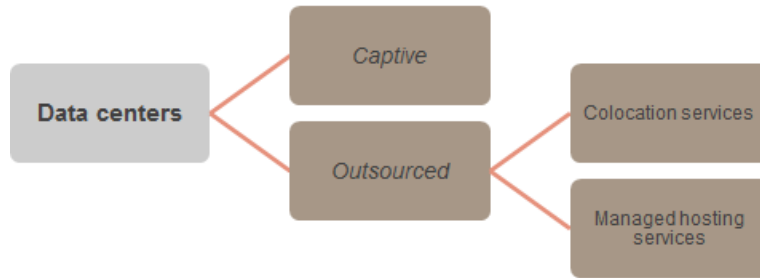 Data centers
Captive
Outsourced
Colocation services
Managed hosting
services